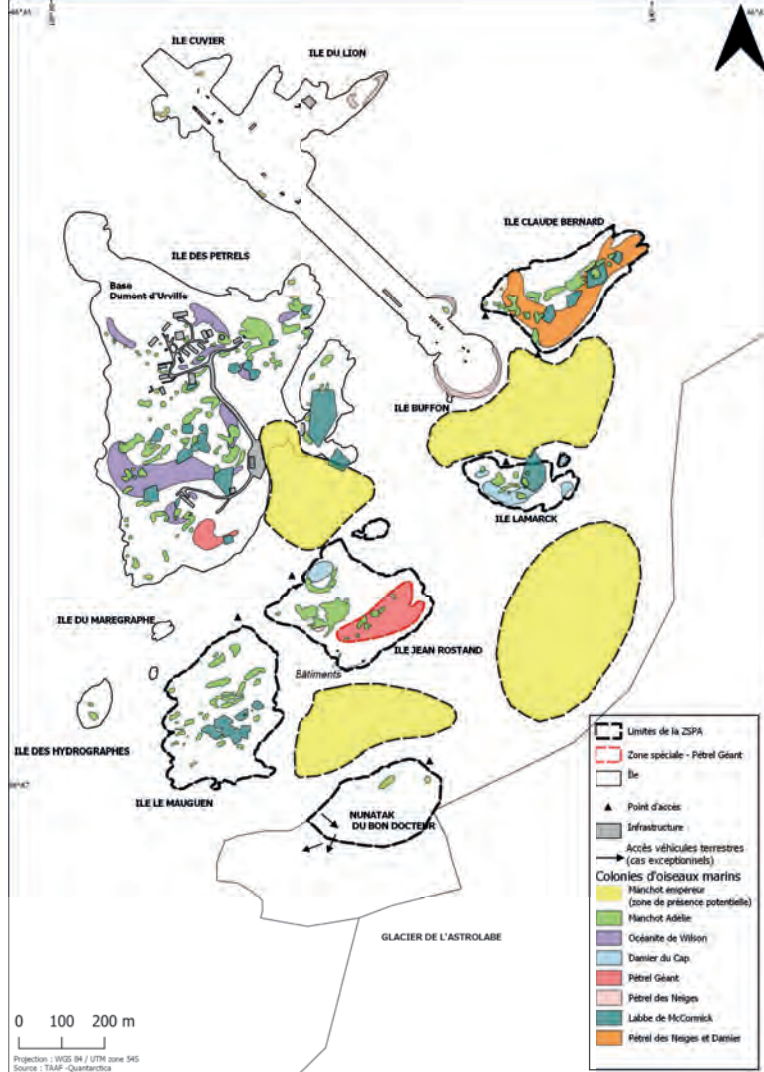 ILE CUVIER
ILE DU LION
ILE CLAUDE BERNARD
ILE DES PETRELS
Base
Dumont d'Urville
ILE BUFFON
ILE LAMARCK
ILE DU MAREGRAPHE
ILE JEAN ROSTAND
Bâtiments
ILE DES HYDROGRAPHES
ILE LE MAUGUEN
NUNATAK
DU BON DOCTEUR
GLACIER DE L'ASTROLABE
Limites de la ZSPA
Zone spéciale - Pétrel Géant
Île
Point d'accès
Infrastructure
Accès véhicules terrestres
(cas exceptionnels)
Colonies d'oiseaux marins
Manchot empereur
(zone de présence potentielle)
Manchot Adélie
Océanite de Wilson
Damier du Cap
Pétrel Géant
Pétrel des Neiges
Labbe de McCormick
Pétrel des Neiges et Damier
0 100 200 m
Projection : WGS 84 / UTM zone 54S
Source : TAAF -Quantarctica